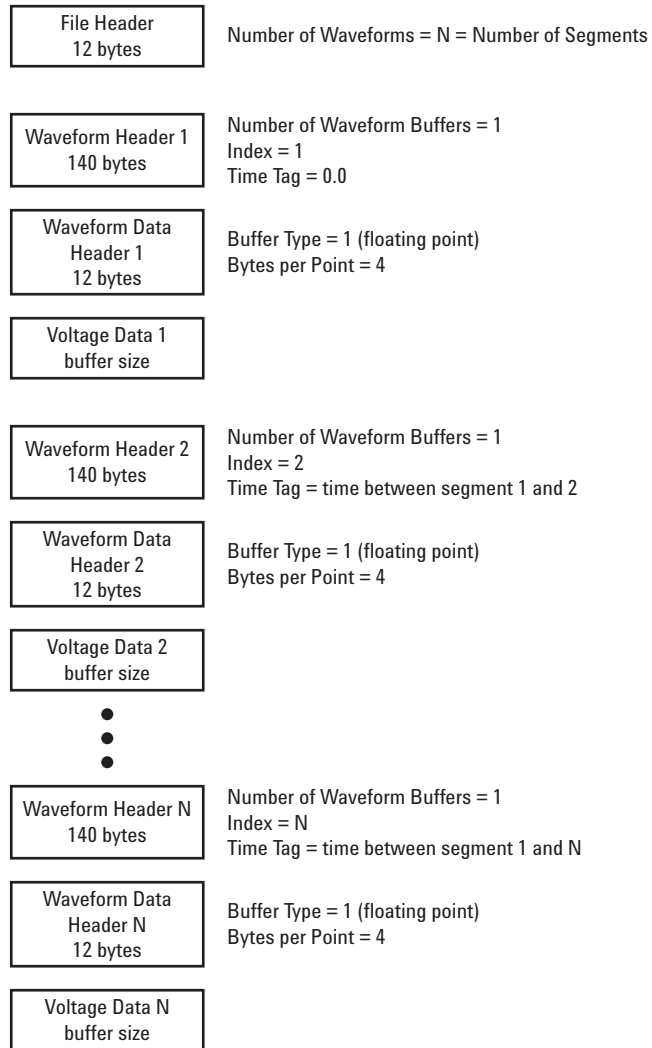 File Header
12 bytes
Number of Waveforms = N = Number of Segments
Waveform Header 1
140 bytes
Number of Waveform Buffers = 1
Index = 1
Time Tag = 0.0
Waveform Data
Header 1
12 bytes
Buffer Type = 1 (floating point)
Bytes per Point = 4
Voltage Data 1
buffer size
Waveform Header 2
140 bytes
Number of Waveform Buffers = 1
Index = 2
Time Tag = time between segment 1 and 2
Waveform Data
Header 2
12 bytes
Buffer Type = 1 (floating point)
Bytes per Point = 4
Voltage Data 2
buffer size
Waveform Header N
140 bytes
Number of Waveform Buffers = 1
Index = N
Time Tag = time between segment 1 and N
Waveform Data
Header N
12 bytes
Buffer Type = 1 (floating point)
Bytes per Point = 4
Voltage Data N
buffer size